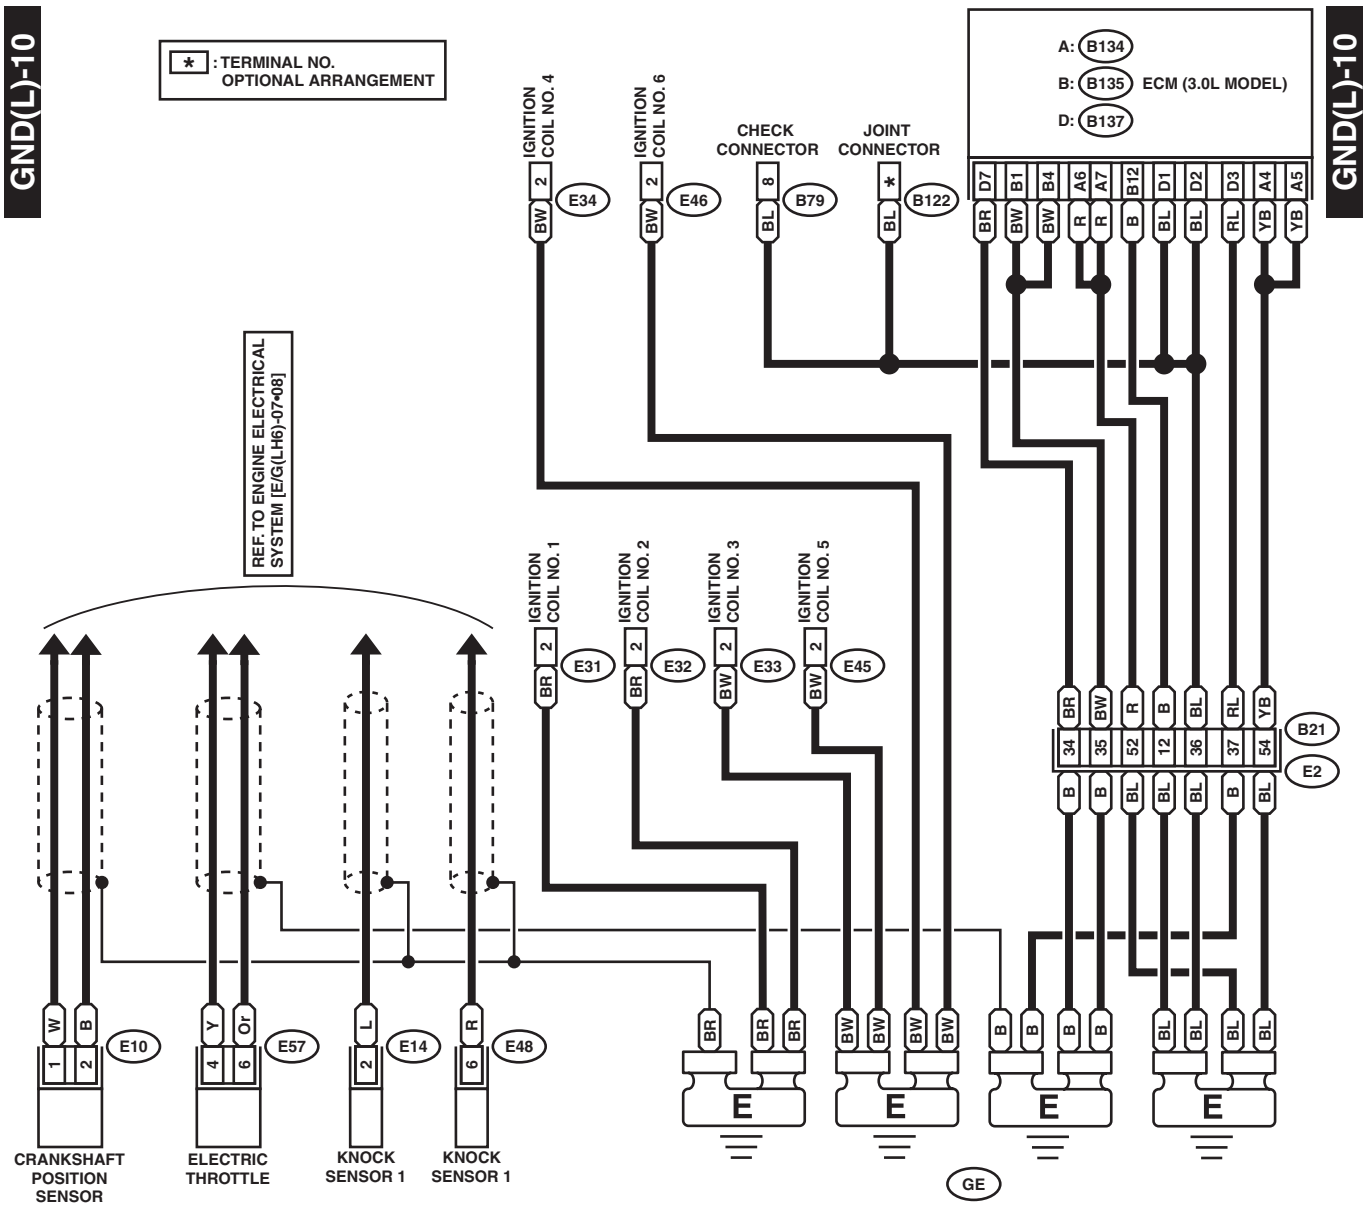 GND(L)-10
GND(L)-10
* : TERMINAL NO.
OPTIONAL ARRANGEMENT
A: B134
B: B135 ECM (3.0L MODEL)
D: B137
IGNITION
COIL NO. 4
IGNITION
COIL NO. 6
CHECK
CONNECTOR
JOINT
CONNECTOR
2 E34
2 E46
8 B79
* B122
D7 B1 B4 A6 A7 B12 D1 D2 D3 A4 A5
BW BW BL BL
BR BW BW R R B BL BL RL YB YB
REF. TO ENGINE ELECTRICAL
SYSTEM [E/G(LH6)-07•08]
IGNITION
COIL NO. 1
IGNITION
COIL NO. 2
IGNITION
COIL NO. 3
IGNITION
COIL NO. 5
2 E31
2 E32
2 E33
2 E45
BR BR BW BW
BR BW R B BL RL YB
34 35 52 12 36 37 54
B21
E2
B B BL BL BL B BL
W B Y Or L R
BR BR BR BW BW BW BW B B B B BL BL BL BL
1 2 E10
4 6 E57
2 E14
6 E48
E E E E
CRANKSHAFT
POSITION
SENSOR
ELECTRIC
THROTTLE
KNOCK
SENSOR 1
KNOCK
SENSOR 1
GE